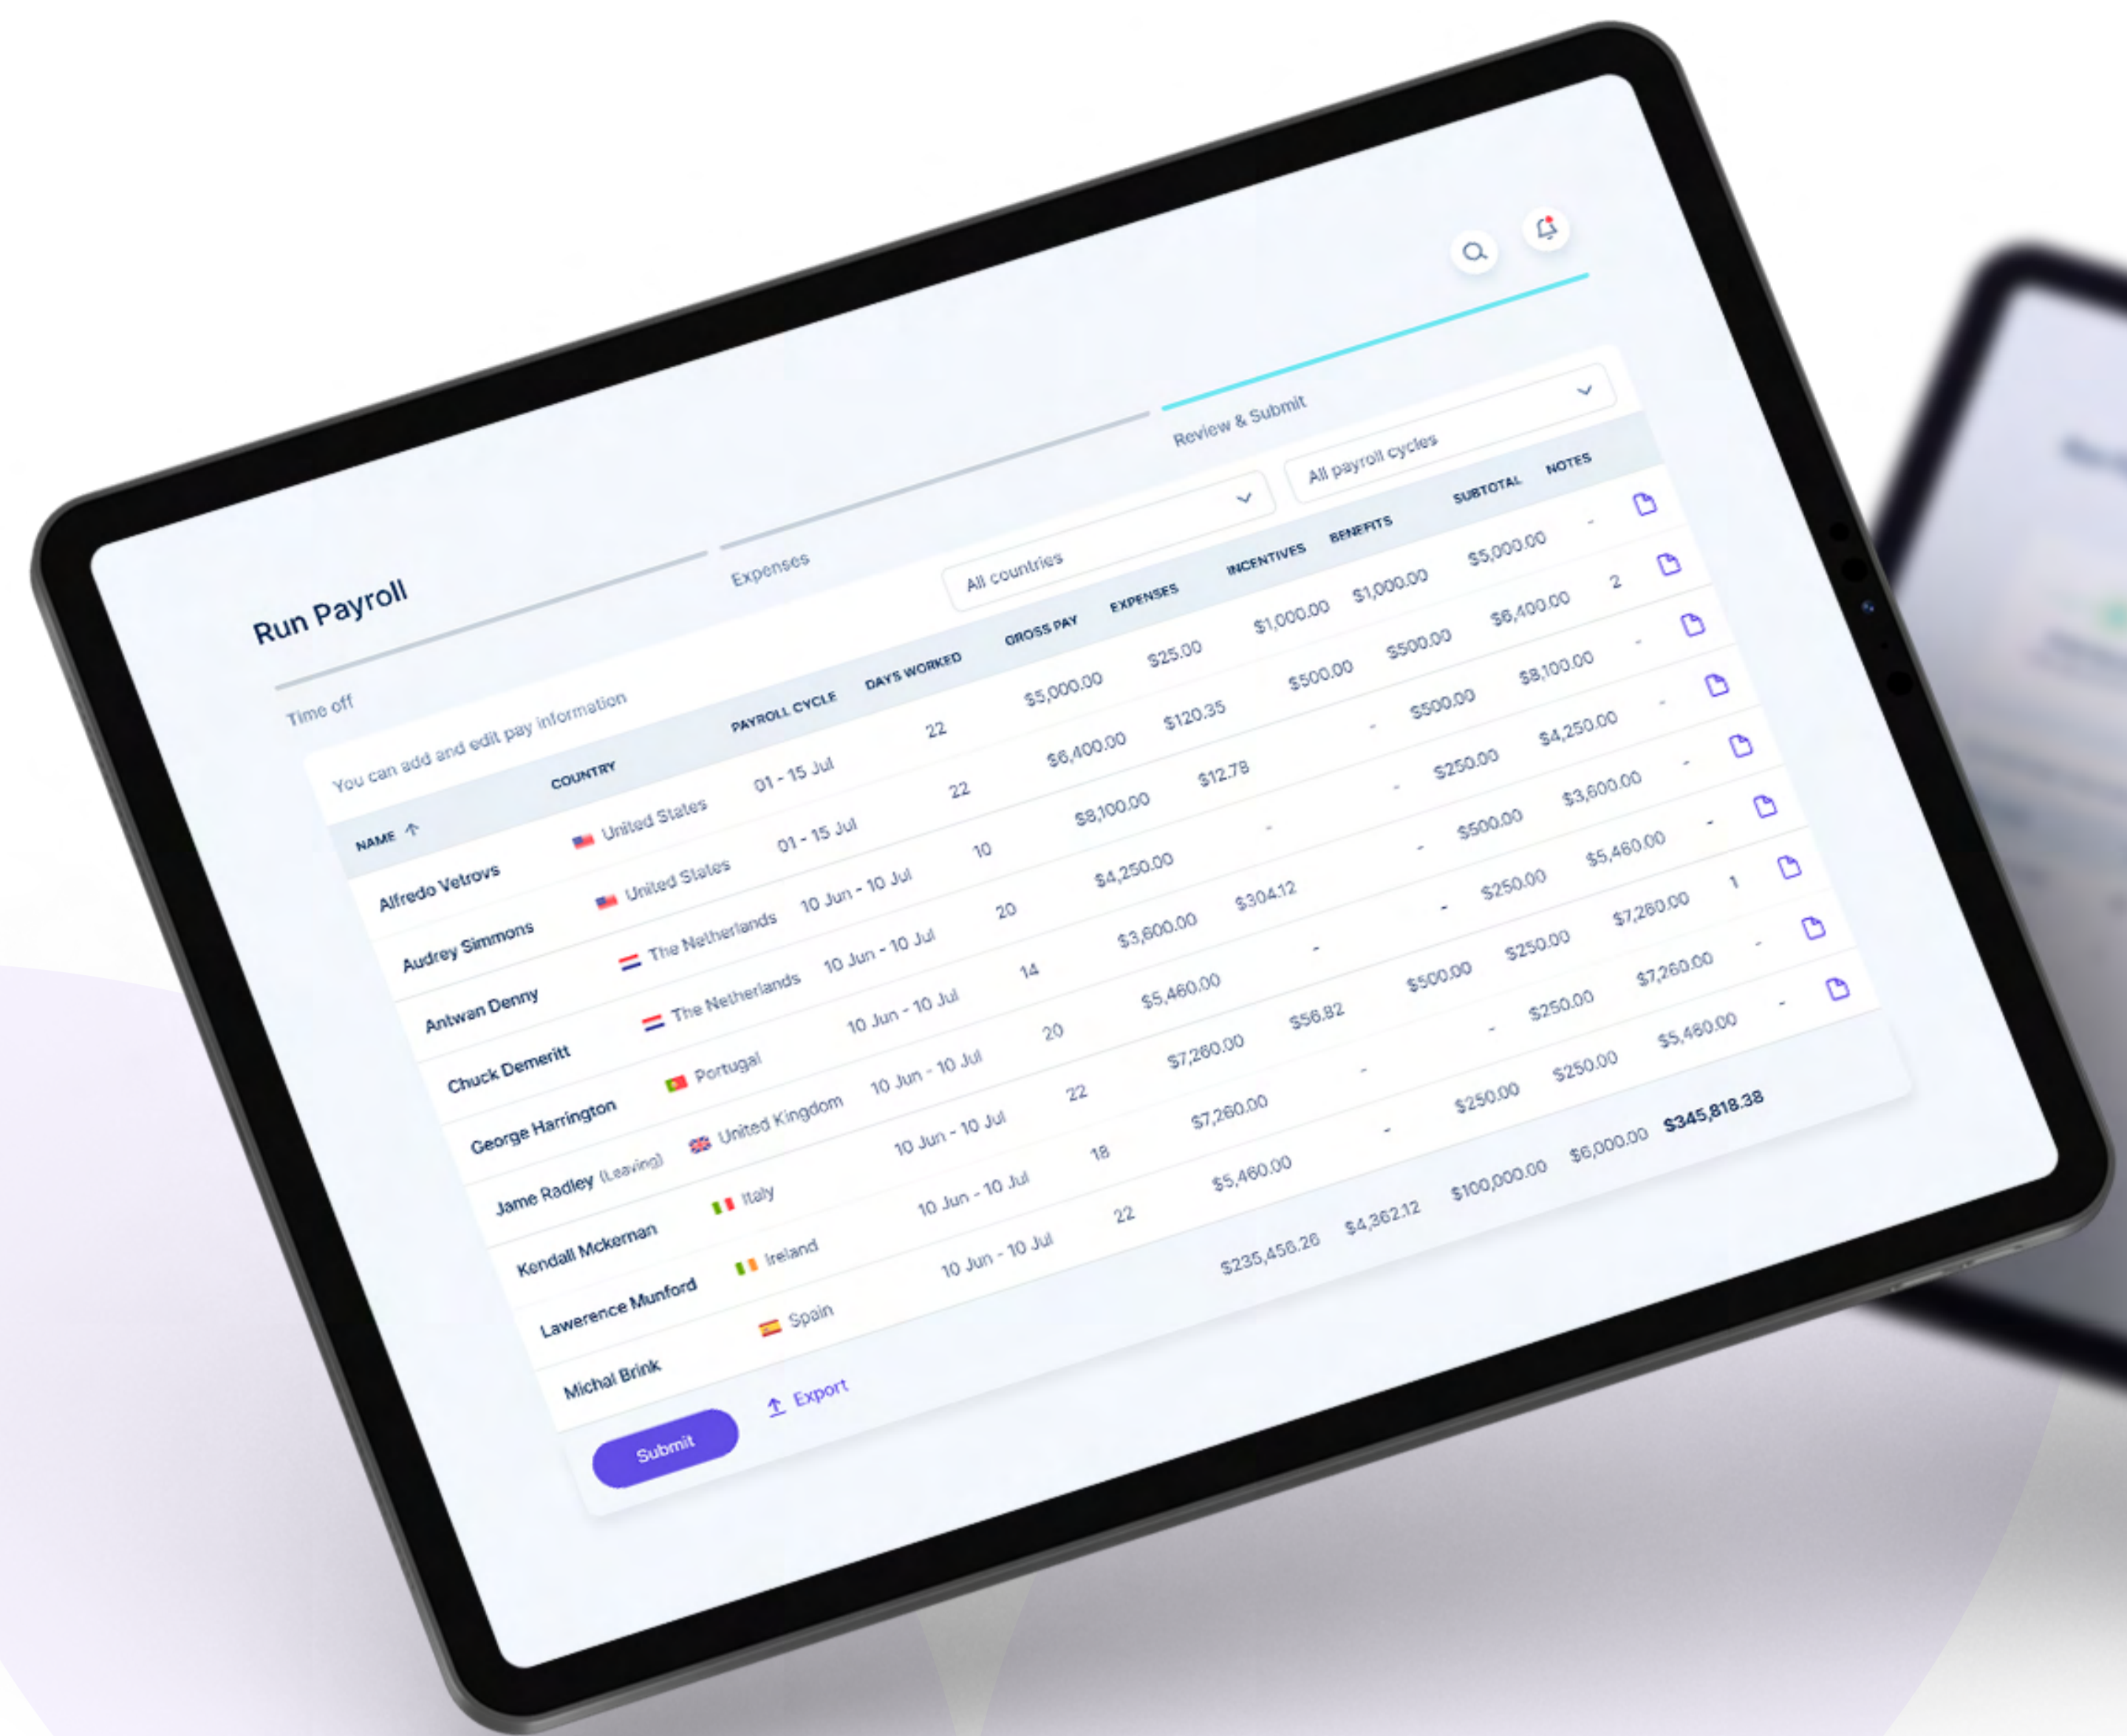 Run Payroll
Time off
Expenses
Review & Submit
You can add and edit pay information
All countries
All payroll cycles
NAME COUNTRY PAYROLL CYCLE DAYS WORKED GROSS PAY EXPENSES INCENTIVES BENEFITS SUBTOTAL NOTES
Alfredo Vetrovs United States 01 - 15 Jul 22 $5,000.00 $25.00 $1,000.00 $1,000.00 $5,000.00 -
Audrey Simmons United States 01 - 15 Jul 22 $6,400.00 $120.35 $500.00 $500.00 $6,400.00 2
Antwan Denny The Netherlands 10 Jun - 10 Jul 10 $8,100.00 $12.78 - $500.00 $8,100.00 -
Chuck Demeritt The Netherlands 10 Jun - 10 Jul 20 $4,250.00 - - $250.00 $4,250.00 -
George Harrington Portugal 10 Jun - 10 Jul 14 $3,600.00 $304.12 - $500.00 $3,600.00 -
Jame Radley (Leaving) United Kingdom 10 Jun - 10 Jul 20 $5,460.00 - - $250.00 $5,460.00 -
Kendall Mckernan Italy 10 Jun - 10 Jul 22 $7,260.00 $56.82 $500.00 $250.00 $7,260.00 1
Lawerence Munford Ireland 10 Jun - 10 Jul 18 $7,260.00 - - $250.00 $7,260.00 -
Michal Brink Spain 10 Jun - 10 Jul 22 $5,460.00 - $250.00 $250.00 $5,460.00 -
$235,456.26 $4,362.12 $100,000.00 $6,000.00 $345,818.38
Submit
Export